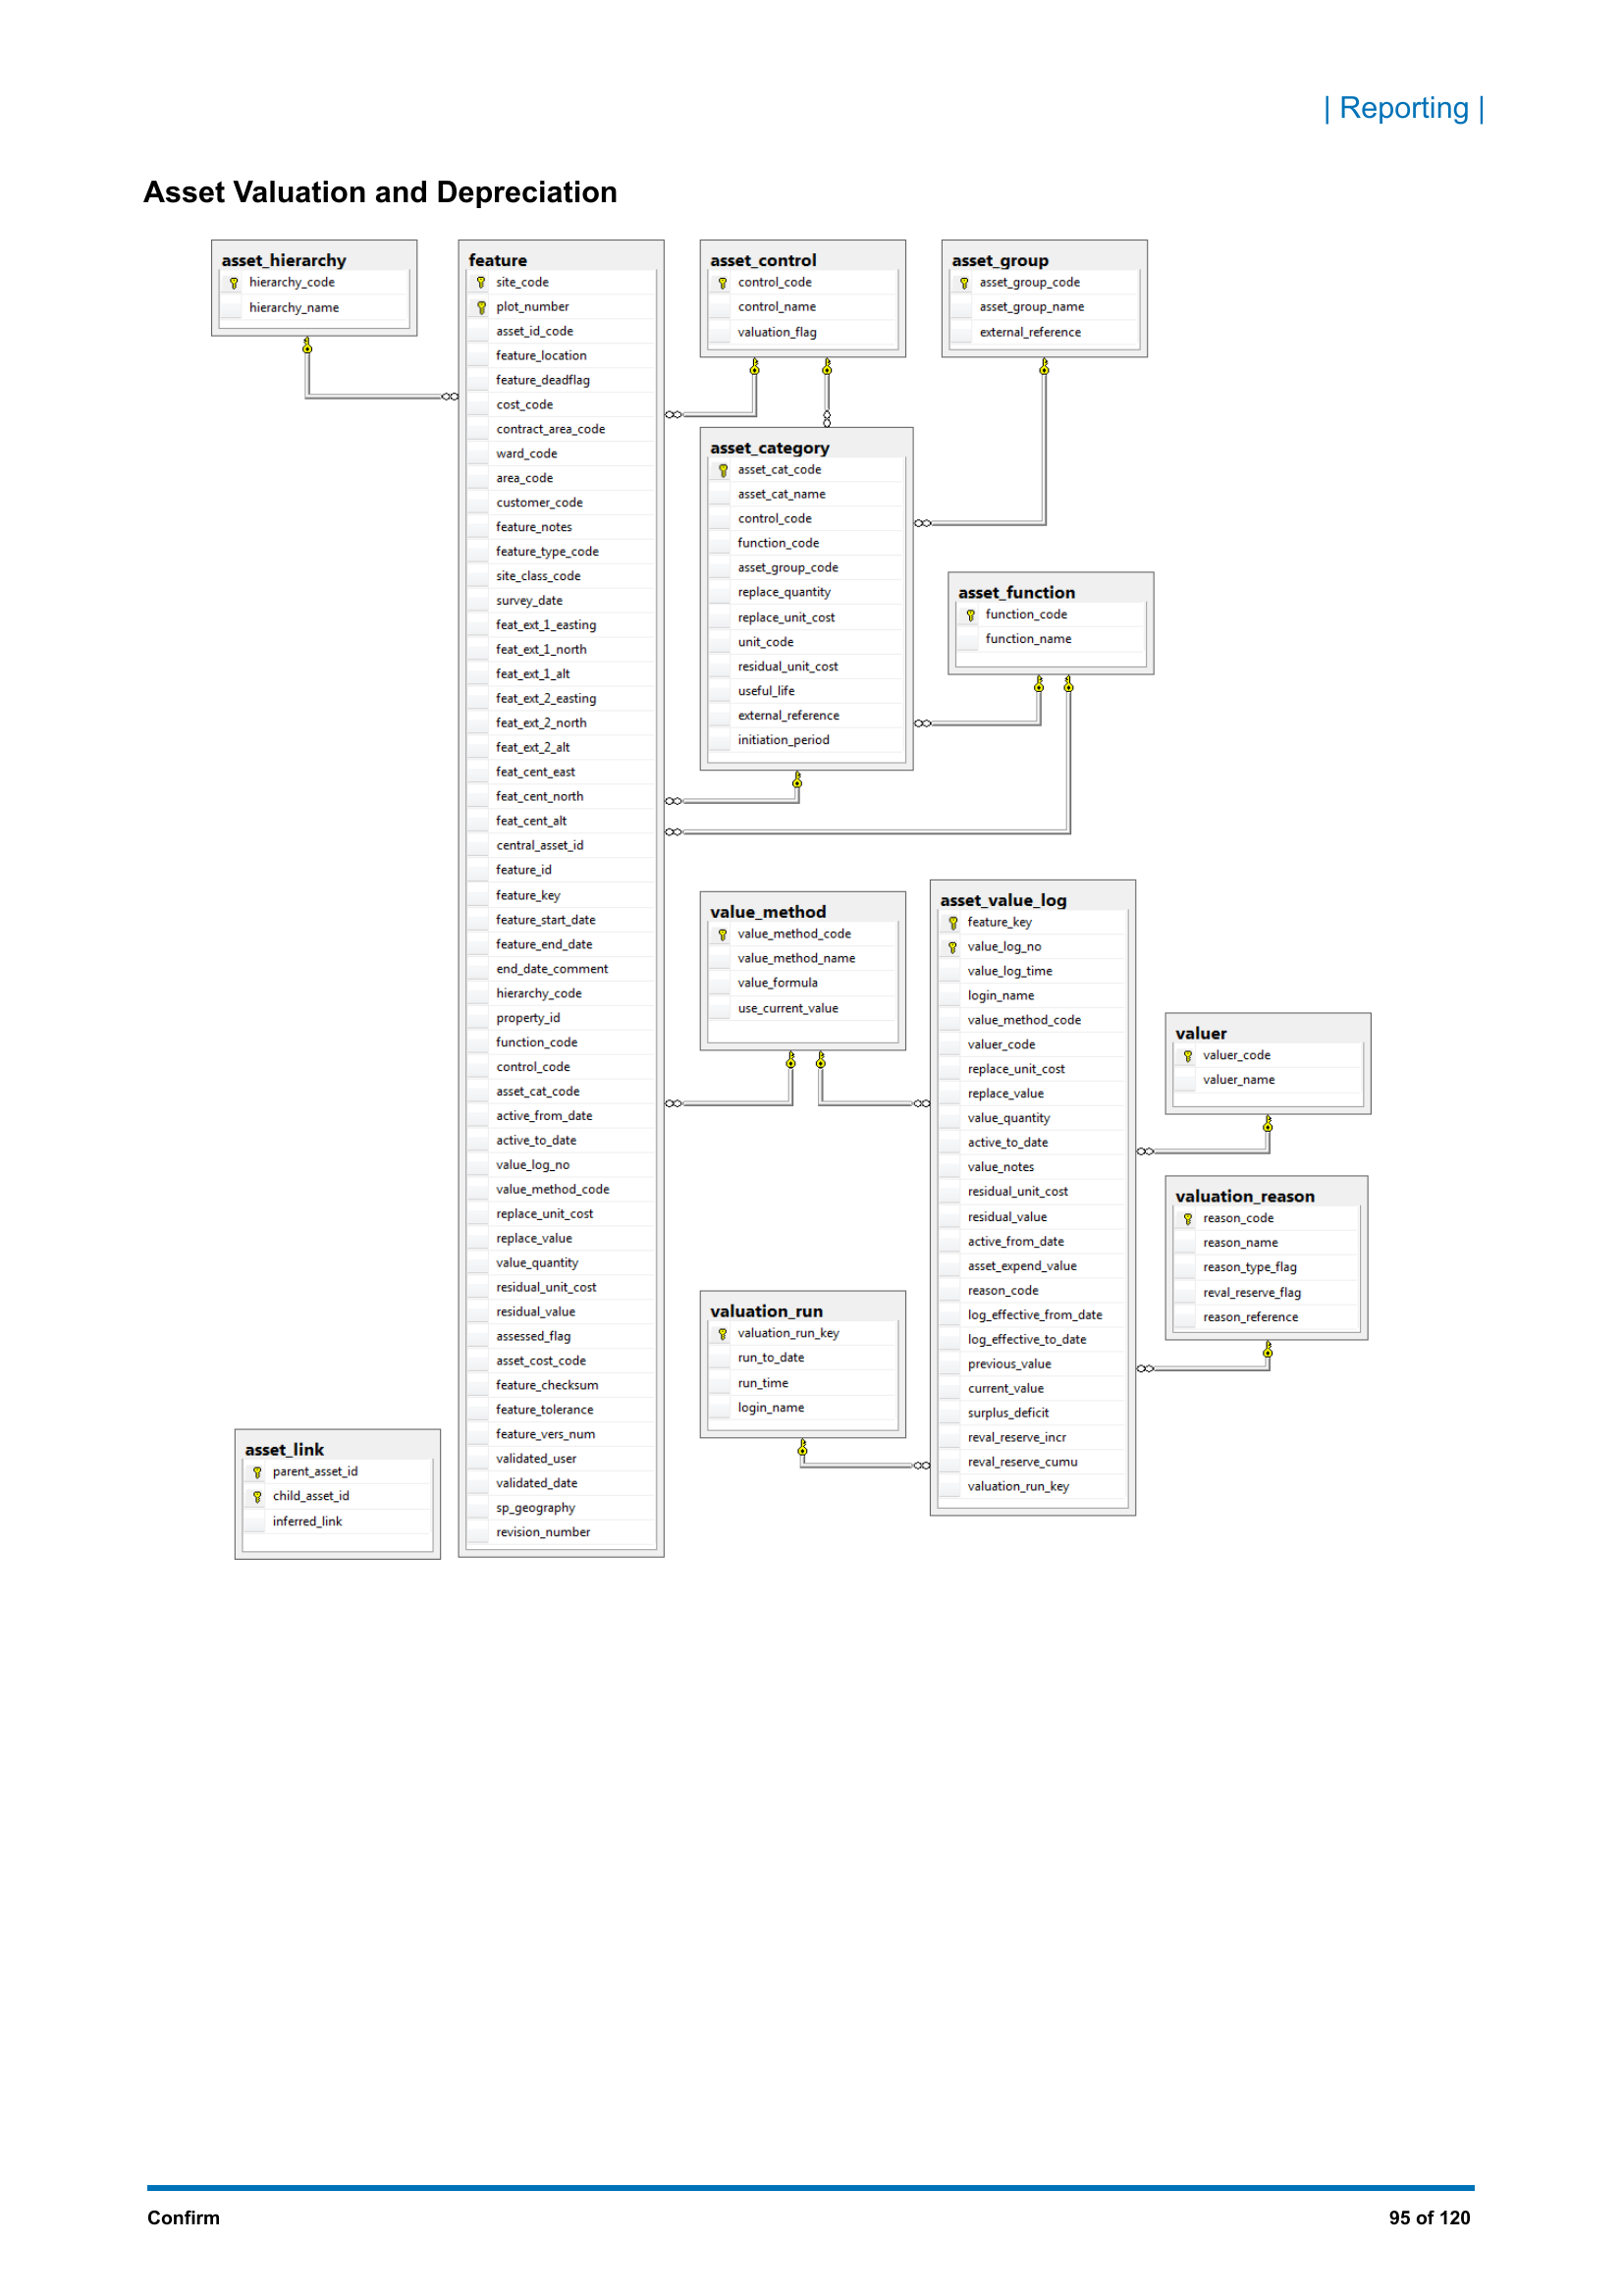 | Reporting |
Asset Valuation and Depreciation
asset_hierarchy
hierarchy_code
hierarchy_name
feature
site_code
plot_number
asset_id_code
feature_location
feature_deadflag
cost_code
contract_area_code
ward_code
area_code
customer_code
feature_notes
feature_type_code
site_class_code
survey_date
feat_ext_1_easting
feat_ext_1_north
feat_ext_1_alt
feat_ext_2_easting
feat_ext_2_north
feat_ext_2_alt
feat_cent_east
feat_cent_north
feat_cent_alt
central_asset_id
feature_id
feature_key
feature_start_date
feature_end_date
end_date_comment
hierarchy_code
property_id
function_code
control_code
asset_cat_code
active_from_date
active_to_date
value_log_no
value_method_code
replace_unit_cost
replace_value
value_quantity
residual_unit_cost
residual_value
assessed_flag
asset_cost_code
feature_checksum
feature_tolerance
feature_vers_num
validated_user
validated_date
sp_geography
revision_number
asset_control
control_code
control_name
valuation_flag
asset_group
asset_group_code
asset_group_name
external_reference
asset_category
asset_cat_code
asset_cat_name
control_code
function_code
asset_group_code
replace_quantity
replace_unit_cost
unit_code
residual_unit_cost
useful_life
external_reference
initiation_period
asset_function
function_code
function_name
value_method
value_method_code
value_method_name
value_formula
use_current_value
asset_value_log
feature_key
value_log_no
value_log_time
login_name
value_method_code
valuer_code
replace_unit_cost
replace_value
value_quantity
active_to_date
value_notes
residual_unit_cost
residual_value
active_from_date
asset_expend_value
reason_code
log_effective_from_date
log_effective_to_date
previous_value
current_value
surplus_deficit
reval_reserve_incr
reval_reserve_cumu
valuation_run_key
valuer
valuer_code
valuer_name
valuation_reason
reason_code
reason_name
reason_type_flag
reval_reserve_flag
reason_reference
valuation_run
valuation_run_key
run_to_date
run_time
login_name
asset_link
parent_asset_id
child_asset_id
inferred_link
Confirm
95 of 120